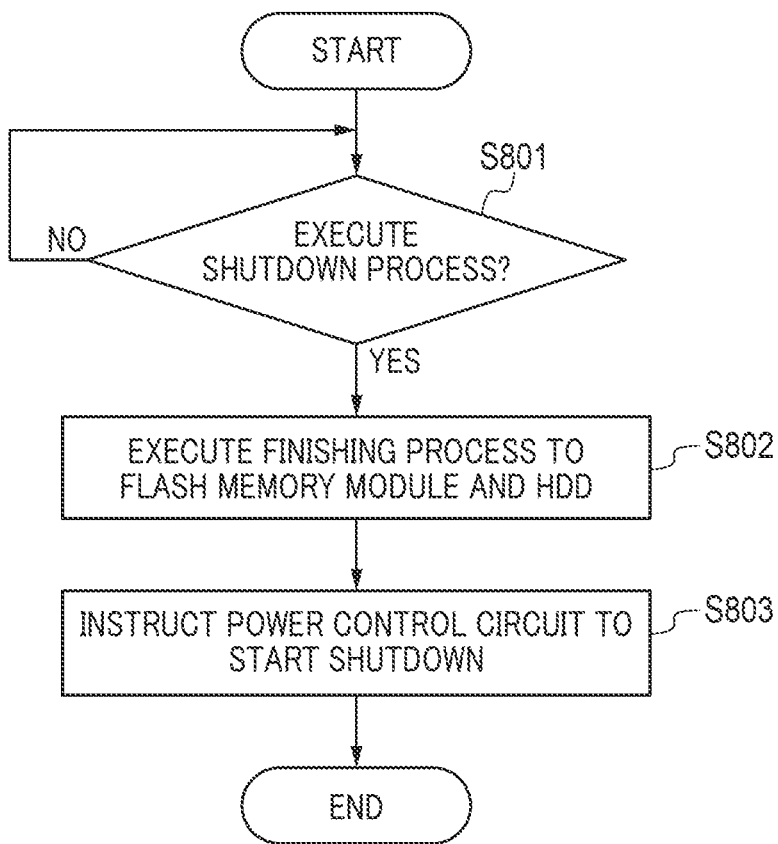 START
S801
EXECUTE
SHUTDOWN PROCESS?
NO
YES
EXECUTE FINISHING PROCESS TO
FLASH MEMORY MODULE AND HDD
S802
INSTRUCT POWER CONTROL CIRCUIT TO
START SHUTDOWN
S803
END